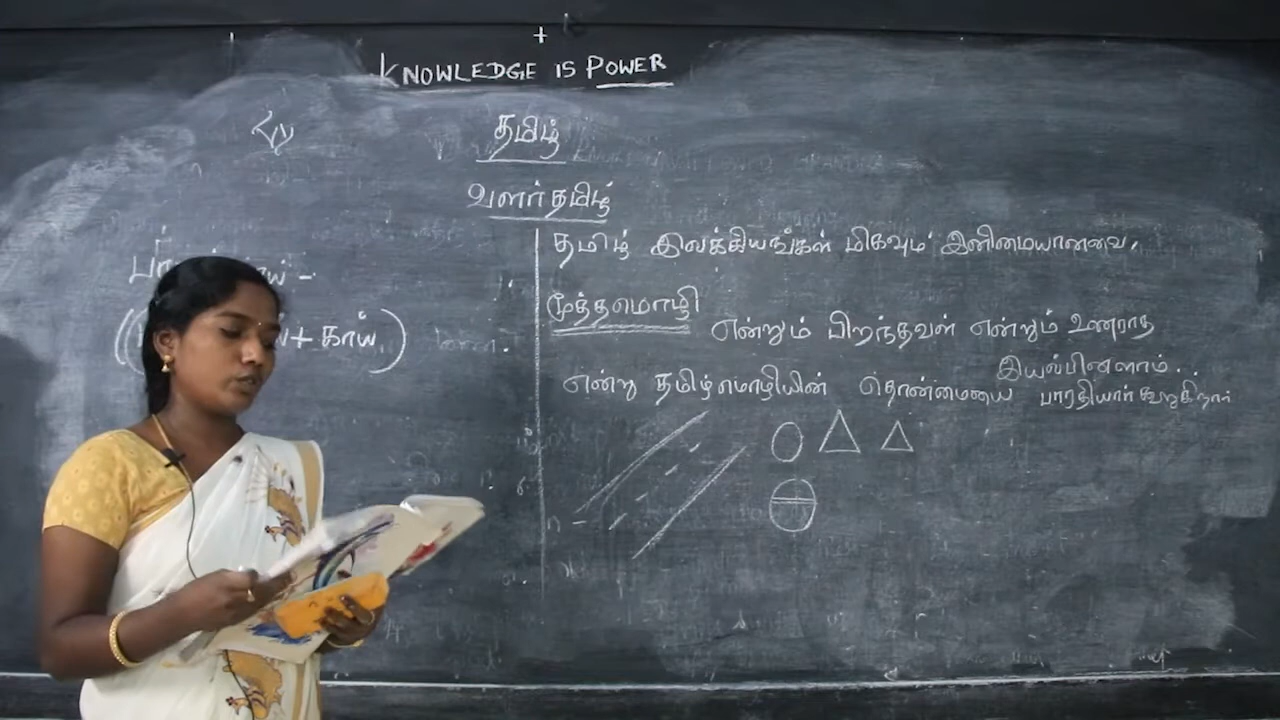 KNOWLEDGE IS POWER
தமிழ்
வளர்தமிழ்
தமிழ் இலக்கியங்கள் மிகவும் இனிமையானவை.
மூத்தமொழி
என்றும் பிறந்தவள் என்றும் உணராத
இயல்பினளாம்..
என்று தமிழ்மொழியின் தொன்மையை பாரதியார் கூறுகிறார்
+ காய்)